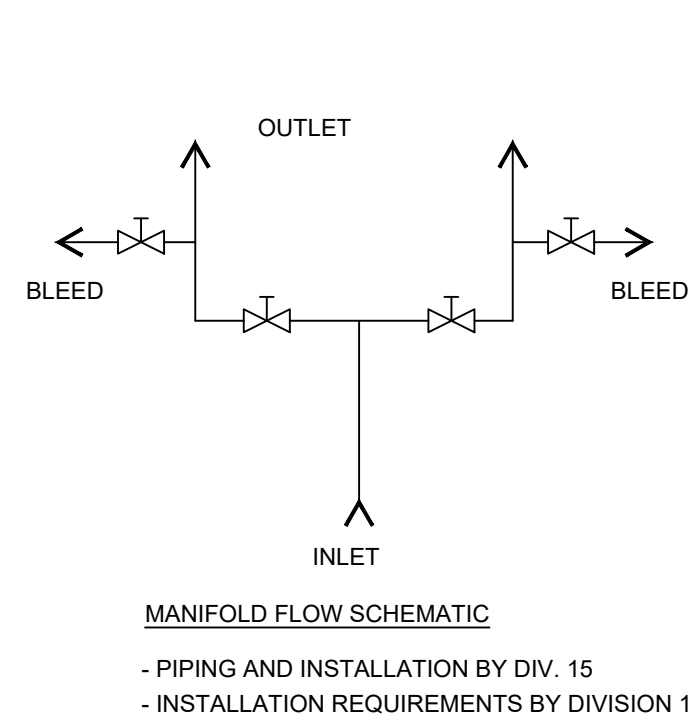 OUTLET
BLEED
BLEED
INLET
MANIFOLD FLOW SCHEMATIC
- PIPING AND INSTALLATION BY DIV. 15
- INSTALLATION REQUIREMENTS BY DIVISION 1